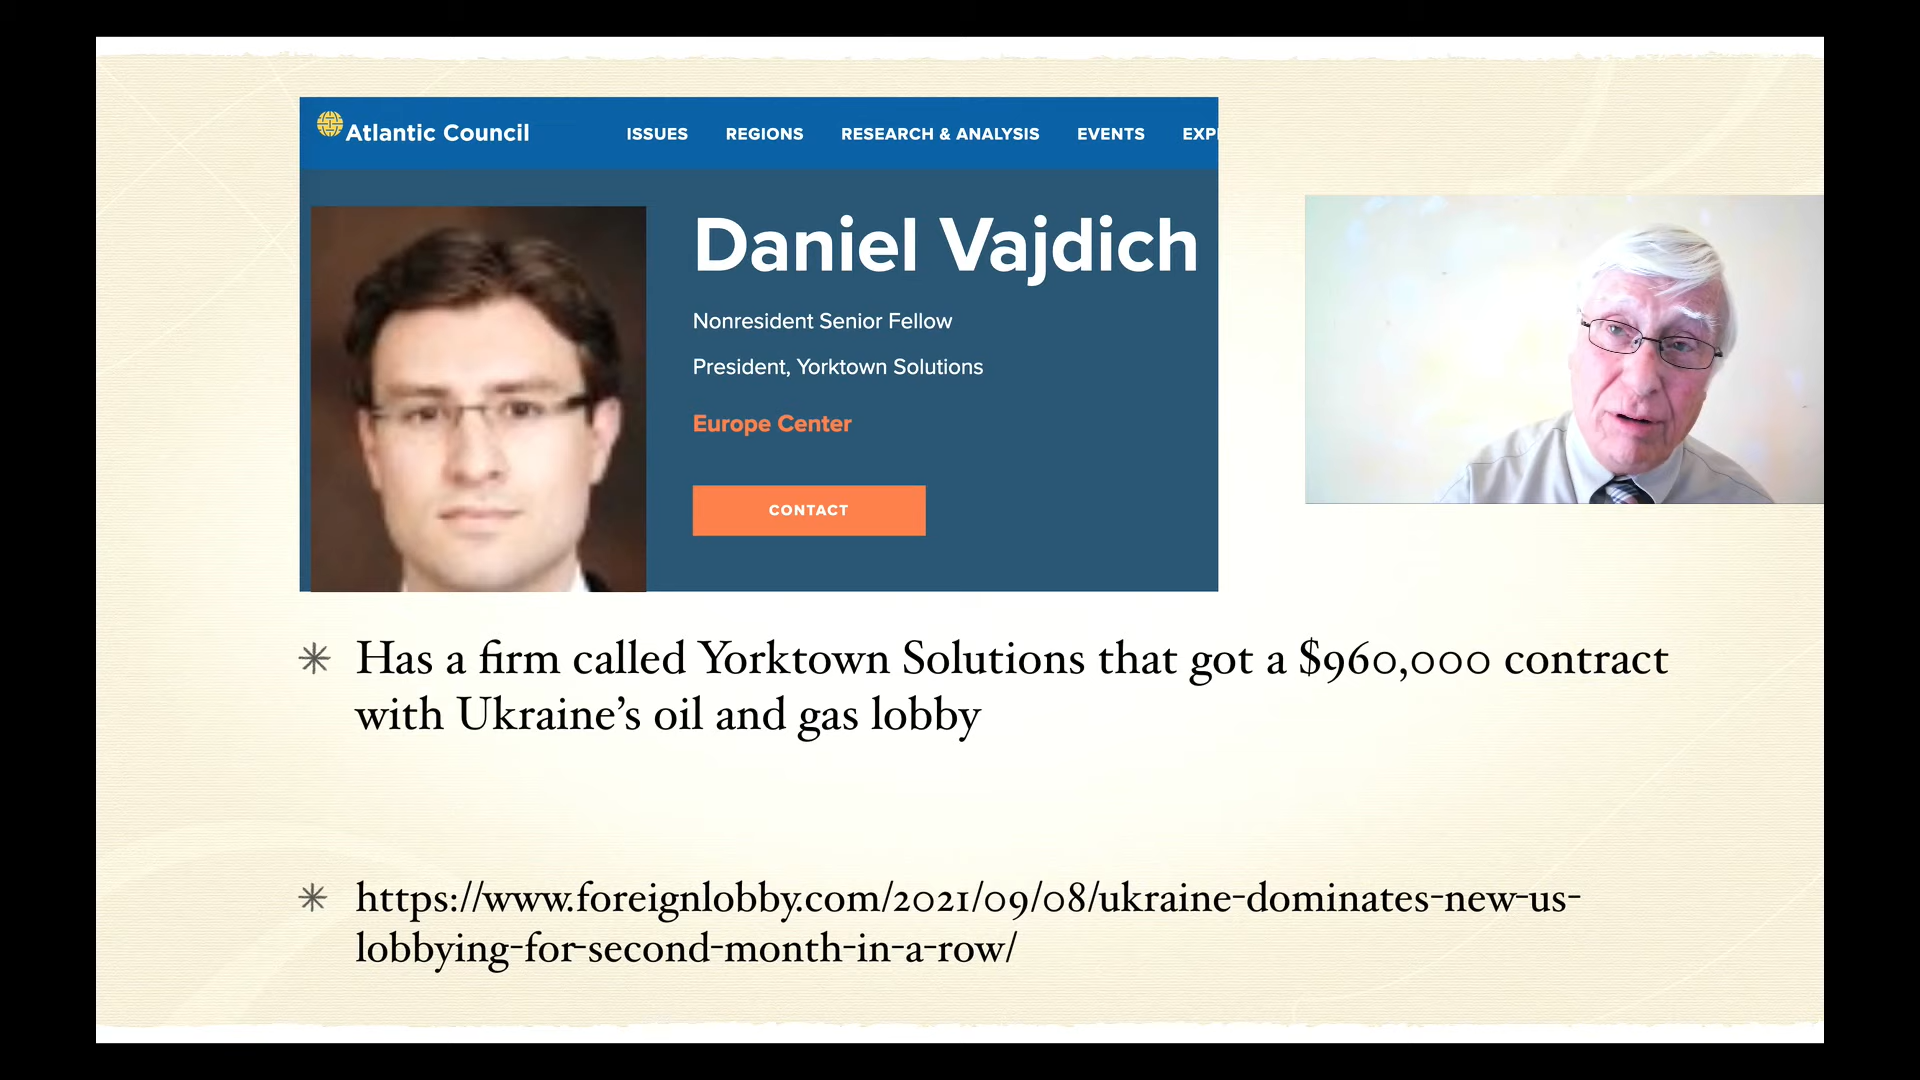 Atlantic Council
ISSUES REGIONS RESEARCH & ANALYSIS EVENTS EXP
Daniel Vajdich
Nonresident Senior Fellow
President, Yorktown Solutions
Europe Center
CONTACT
Has a firm called Yorktown Solutions that got a $960,000 contract
with Ukraine’s oil and gas lobby
https://www.foreignlobby.com/2021/09/08/ukraine-dominates-new-us-
lobbying-for-second-month-in-a-row/